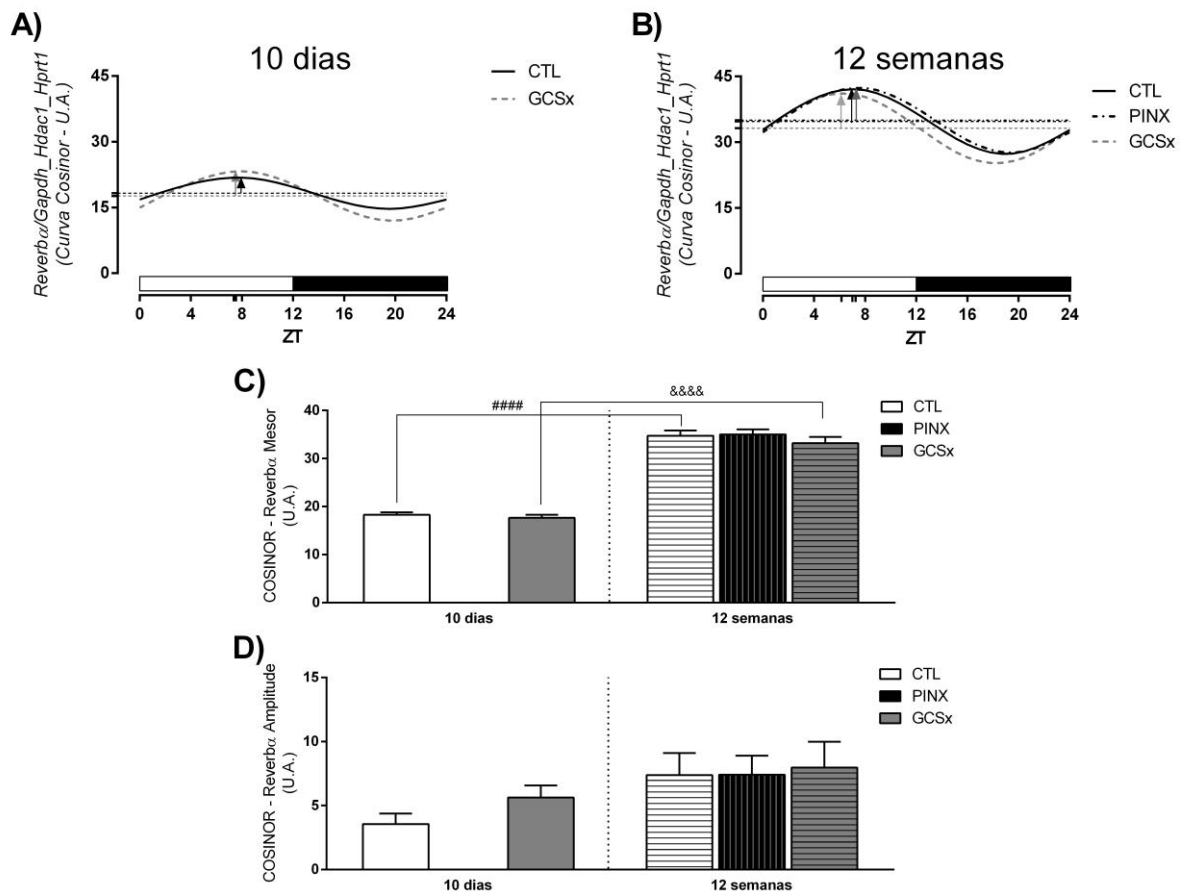 A)
10 dias
Reverbα/Gapdh_Hdac1_Hprt1
(Curva Cosinor - U.A.)
45
30
15
0
0 4 8 12 16 20 24
ZT
CTL
GCSx
B)
12 semanas
Reverbα/Gapdh_Hdac1_Hprt1
(Curva Cosinor - U.A.)
45
30
15
0
0 4 8 12 16 20 24
ZT
CTL
PINX
GCSx
C)
COSINOR - Reverbα Mesor
(U.A.)
40
30
20
10
0
####
&&&&
CTL
PINX
GCSx
10 dias
12 semanas
D)
COSINOR - Reverbα Amplitude
(U.A.)
15
10
5
0
CTL
PINX
GCSx
10 dias
12 semanas